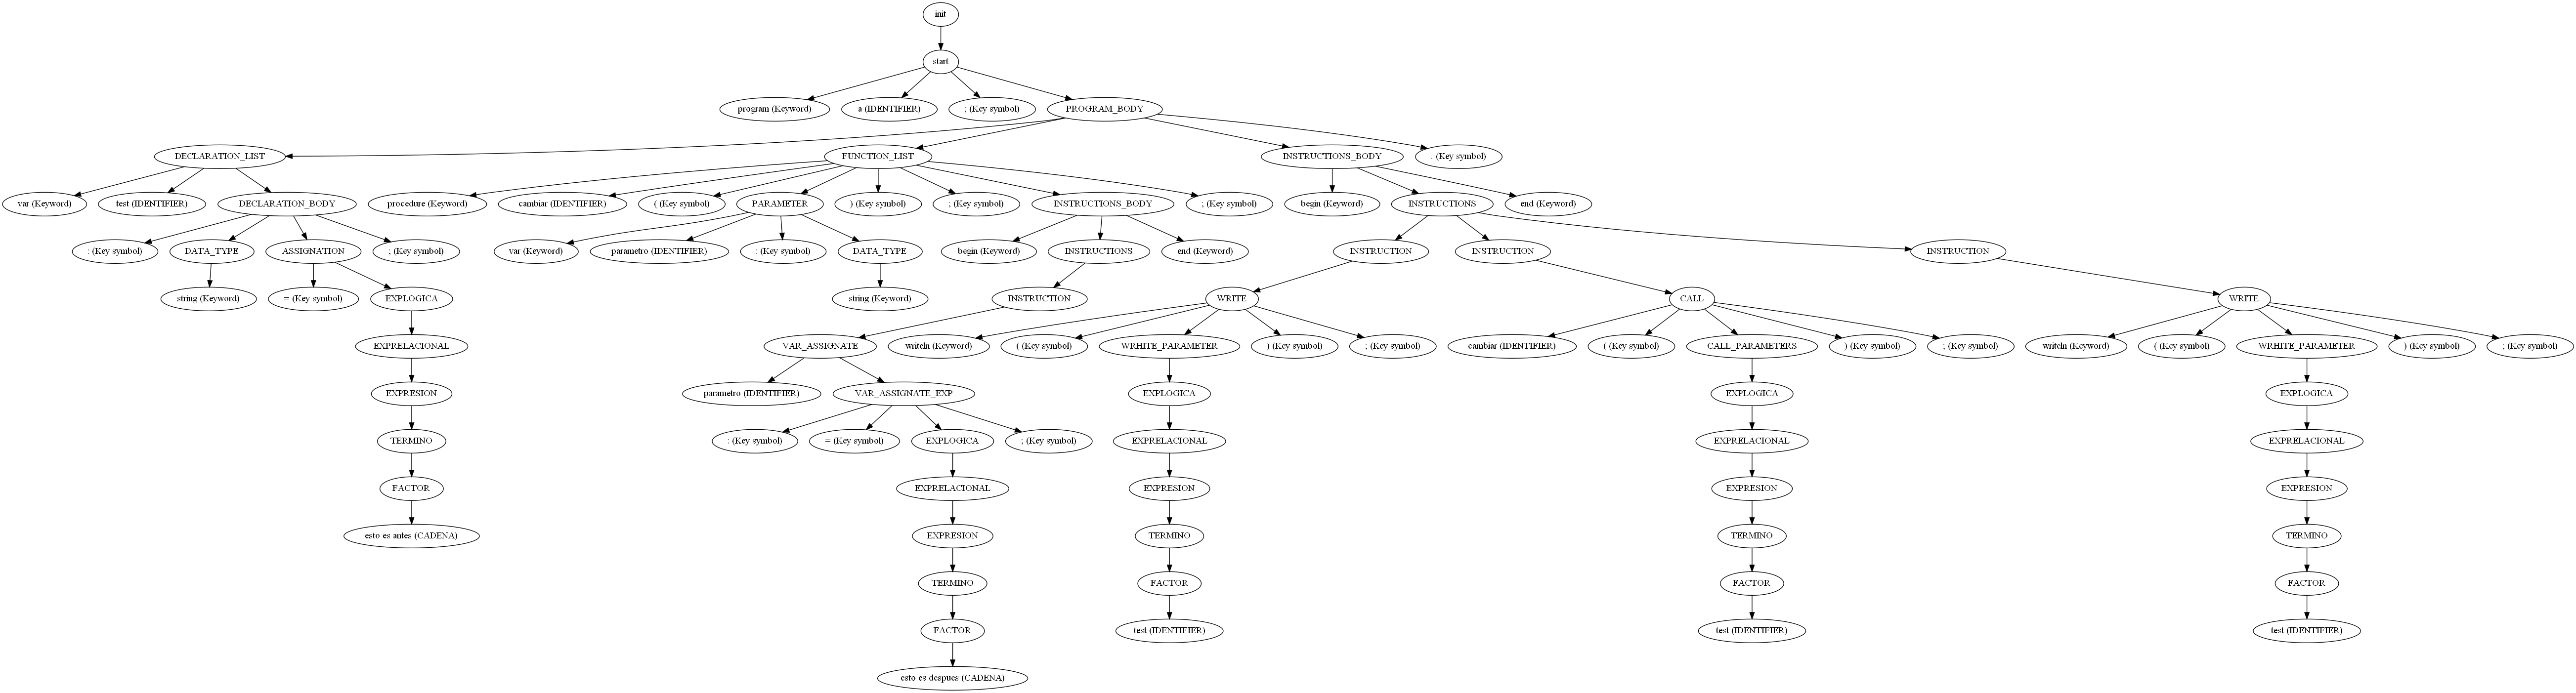 init
start
program (Keyword) a (IDENTIFIER) ; (Key symbol) PROGRAM_BODY
DECLARATION_LIST FUNCTION_LIST INSTRUCTIONS_BODY . (Key symbol)
var (Keyword) test (IDENTIFIER) DECLARATION_BODY procedure (Keyword) cambiar (IDENTIFIER) ( (Key symbol) PARAMETER ) (Key symbol) ; (Key symbol) INSTRUCTIONS_BODY ; (Key symbol) begin (Keyword) INSTRUCTIONS end (Keyword)
: (Key symbol) DATA_TYPE ASSIGNATION ; (Key symbol) var (Keyword) parametro (IDENTIFIER) : (Key symbol) DATA_TYPE begin (Keyword) INSTRUCTIONS end (Keyword) INSTRUCTION INSTRUCTION INSTRUCTION
string (Keyword) = (Key symbol) EXPLOGICA string (Keyword) INSTRUCTION WRITE CALL WRITE
EXPRELACIONAL VAR_ASSIGNATE writeln (Keyword) ( (Key symbol) WRHITE_PARAMETER ) (Key symbol) ; (Key symbol) cambiar (IDENTIFIER) ( (Key symbol) CALL_PARAMETERS ) (Key symbol) ; (Key symbol) writeln (Keyword) ( (Key symbol) WRHITE_PARAMETER ) (Key symbol) ; (Key symbol)
EXPRESION parametro (IDENTIFIER) VAR_ASSIGNATE_EXP EXPLOGICA EXPLOGICA EXPLOGICA
TERMINO : (Key symbol) = (Key symbol) EXPLOGICA ; (Key symbol) EXPRELACIONAL EXPRELACIONAL EXPRELACIONAL
FACTOR EXPRELACIONAL EXPRESION EXPRESION EXPRESION
esto es antes (CADENA) EXPRESION TERMINO TERMINO TERMINO
TERMINO FACTOR FACTOR FACTOR
FACTOR test (IDENTIFIER) test (IDENTIFIER) test (IDENTIFIER)
esto es despues (CADENA)